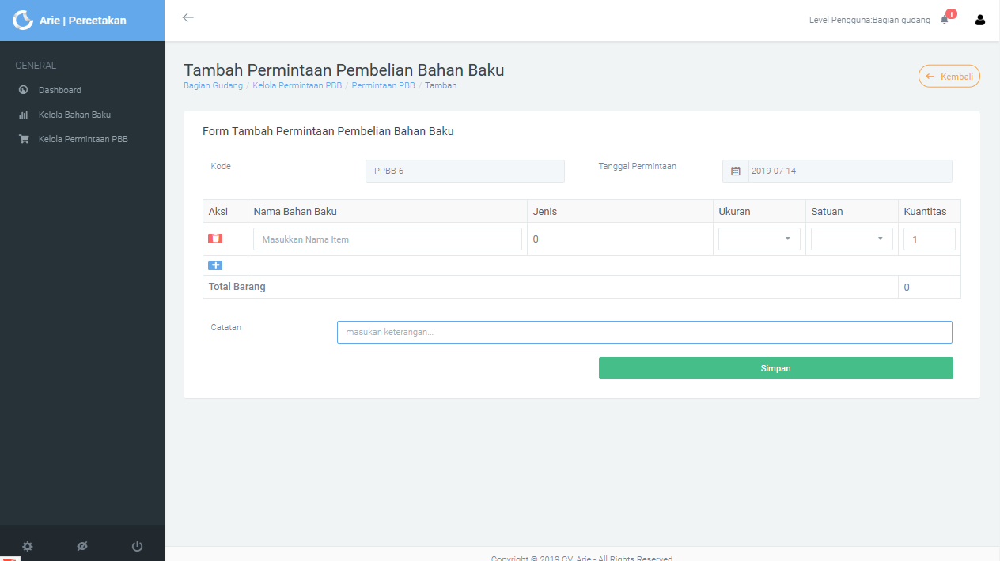 Arie | Percetakan
Level Pengguna:Bagian gudang
1
GENERAL
Dashboard
Kelola Bahan Baku
Kelola Permintaan PBB
Tambah Permintaan Pembelian Bahan Baku
Bagian Gudang / Kelola Permintaan PBB / Permintaan PBB / Tambah
Kembali
Form Tambah Permintaan Pembelian Bahan Baku
Kode
PPBB-6
Tanggal Permintaan
2019-07-14
Aksi Nama Bahan Baku Jenis Ukuran Satuan Kuantitas
Masukkan Nama Item 0 1
Total Barang 0
Catatan
masukan keterangan...
Simpan
Copyright © 2019 CV. Arie - All Rights Reserved